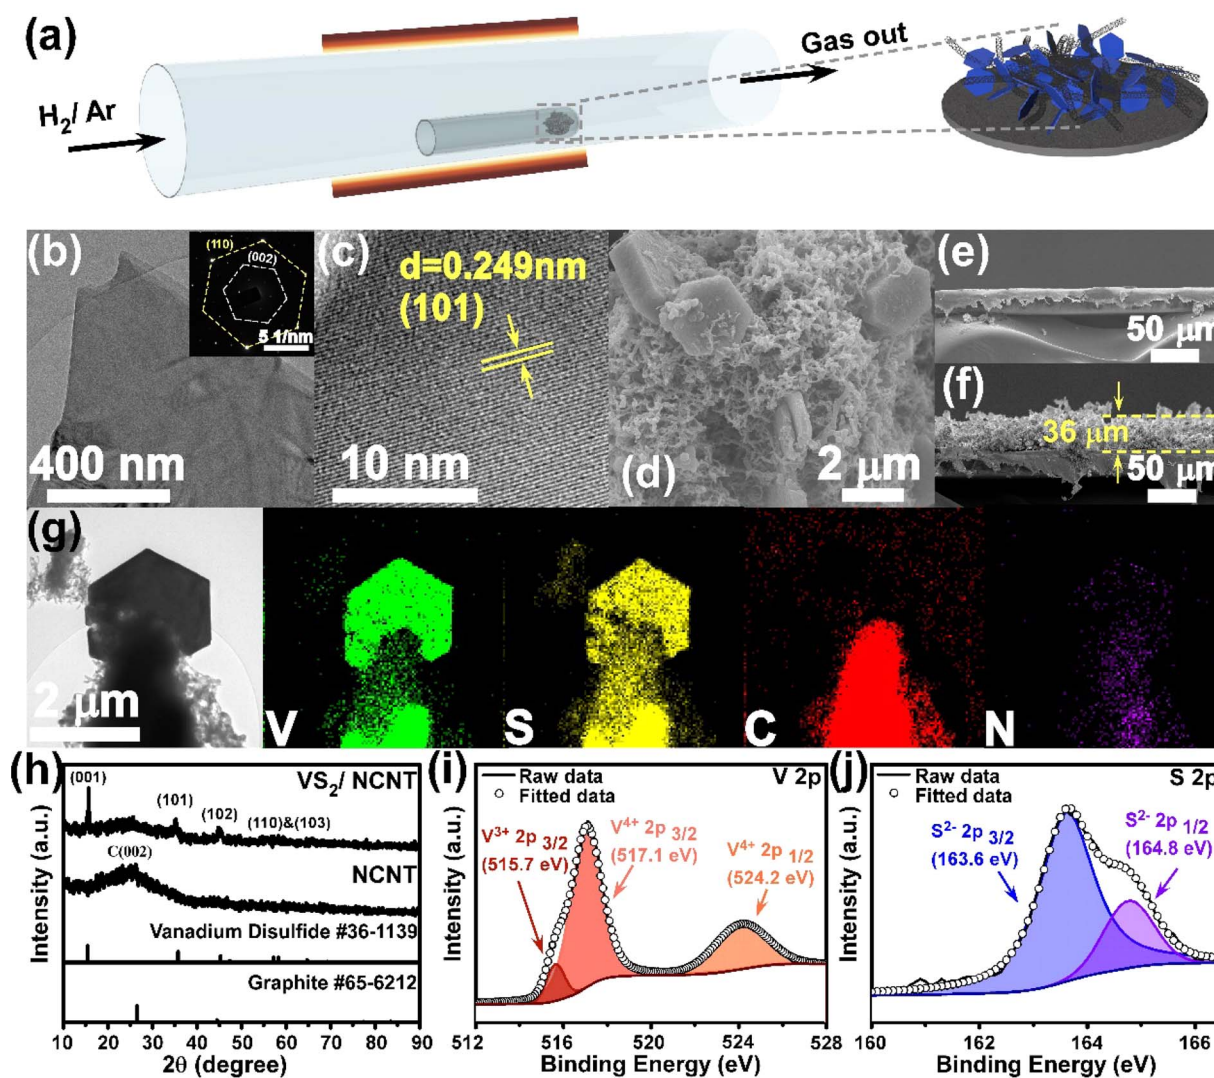 (a)
H₂/ Ar
Gas out
(b)
(110)
(002)
5 1/nm
400 nm
(c)
d=0.249nm
(101)
10 nm
(d)
2 μm
(e)
50 μm
(f)
36 μm
50 μm
(g)
2 μm
V
S
C
N
(h)
VS₂/ NCNT
(001)
(101)
(102)
(110)&(103)
C(002)
NCNT
Vanadium Disulfide #36-1139
Graphite #65-6212
Intensity (a.u.)
10 20 30 40 50 60 70 80 90
2θ (degree)
(i)
Raw data
Fitted data
V 2p
V³⁺ 2p 3/2
(515.7 eV)
V⁴⁺ 2p 3/2
(517.1 eV)
V⁴⁺ 2p 1/2
(524.2 eV)
Intensity (a.u.)
512 516 520 524 528
Binding Energy (eV)
(j)
Raw data
Fitted data
S 2p
S²⁻ 2p 3/2
(163.6 eV)
S²⁻ 2p 1/2
(164.8 eV)
Intensity (a.u.)
160 162 164 166
Binding Energy (eV)